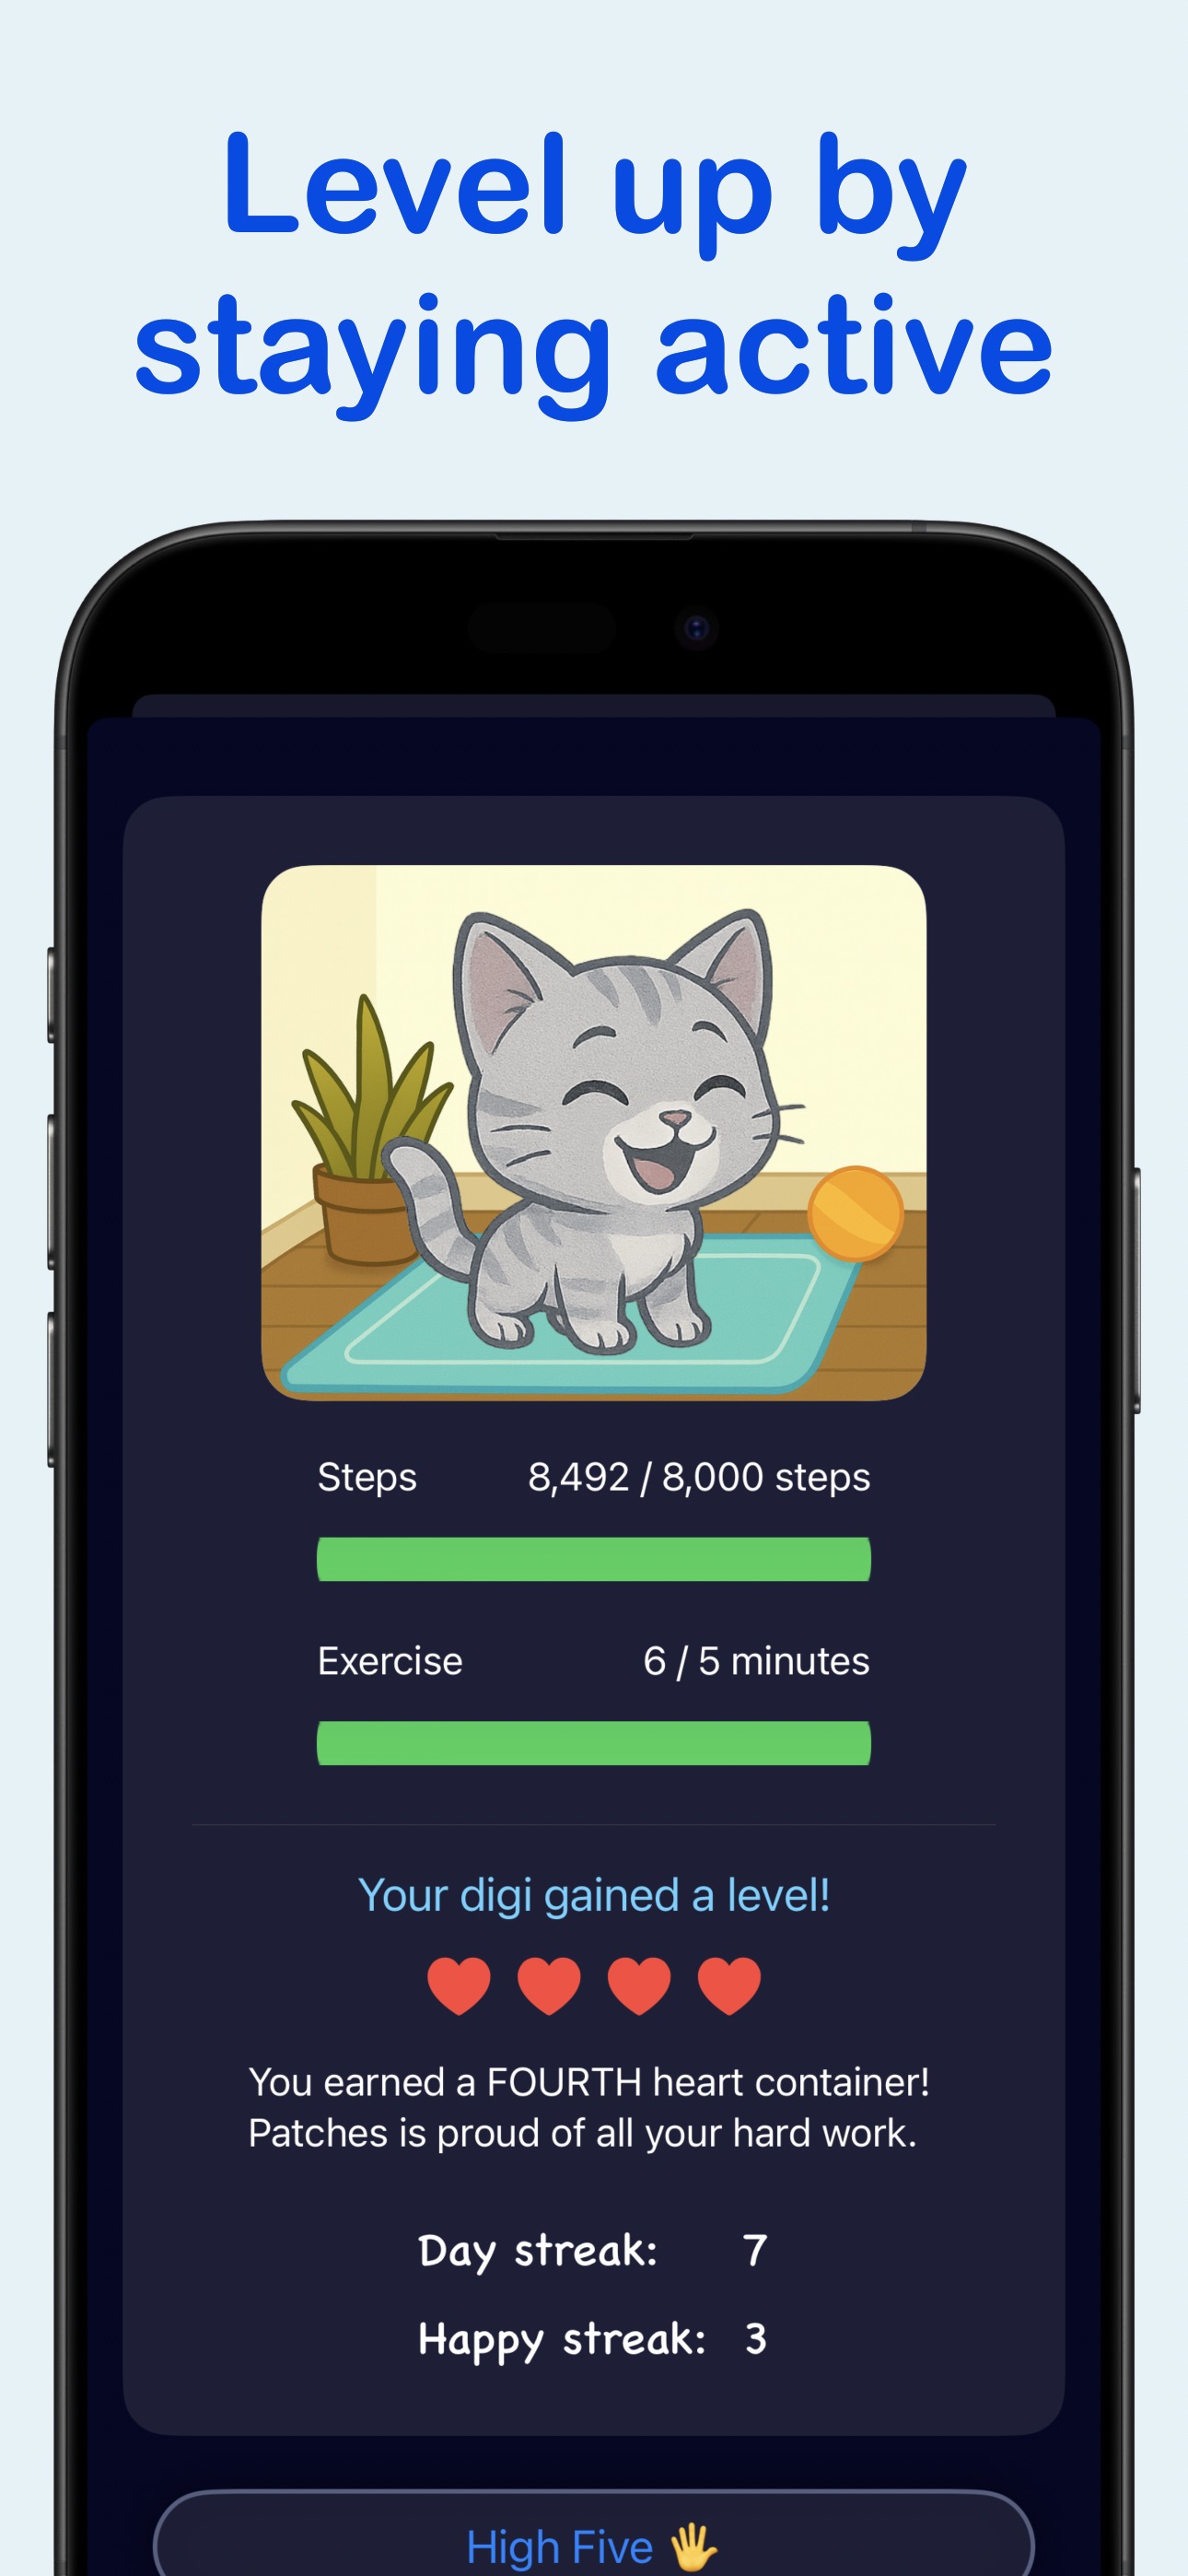 Level up by
staying active
Steps 8,492 / 8,000 steps
Exercise 6 / 5 minutes
Your digi gained a level!
You earned a FOURTH heart container!
Patches is proud of all your hard work.
Day streak: 7
Happy streak: 3
High Five 🖐